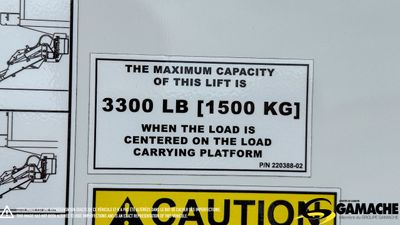 THE MAXIMUM CAPACITY
OF THIS LIFT IS
3300 LB [1500 KG]
WHEN THE LOAD IS
CENTERED ON THE LOAD
CARRYING PLATFORM
P/N 220388-02
CAUTION
GAMACHE